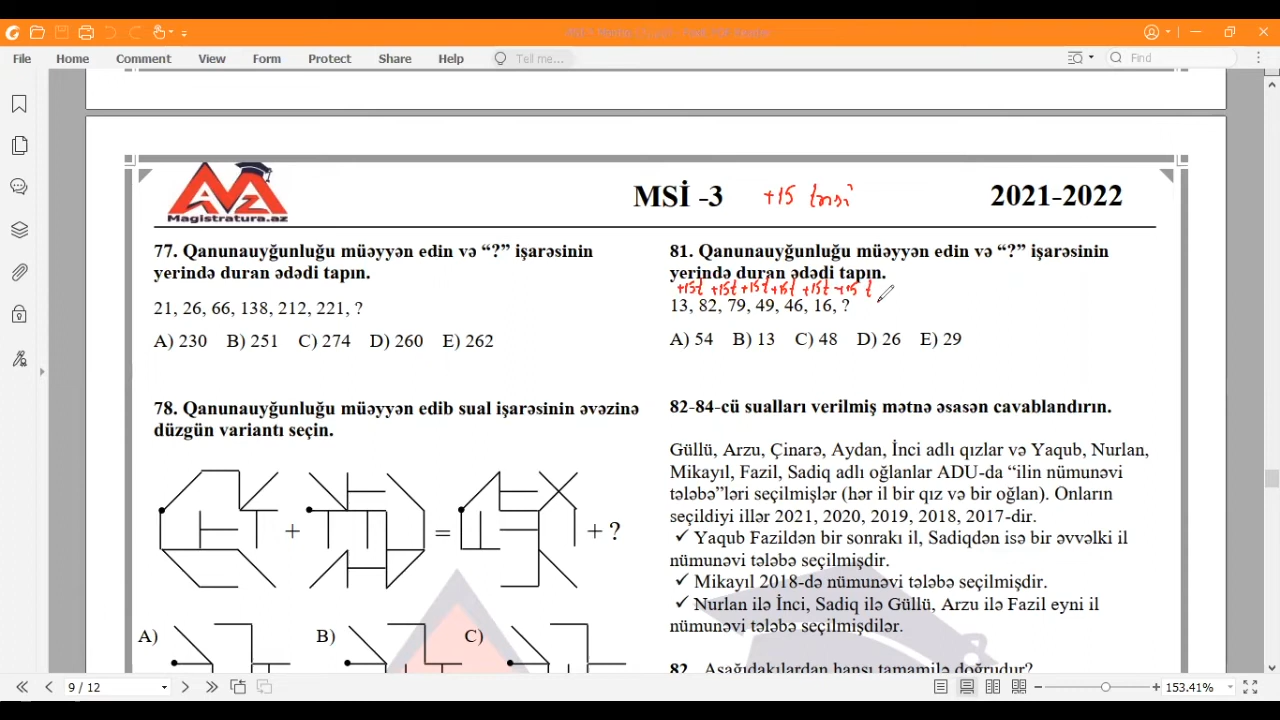 Tell me...
File Home Comment View Form Protect Share Help
Find
Magistratura.az
MSİ -3
+15 tərsi
2021-2022
77. Qanunauyğunluğu müəyyən edin və “?” işarəsinin
yerində duran ədədi tapın.
21, 26, 66, 138, 212, 221, ?
A) 230 B) 251 C) 274 D) 260 E) 262
78. Qanunauyğunluğu müəyyən edib sual işarəsinin əvəzinə
düzgün variantı seçin.
+ = + ?
A) B) C)
81. Qanunauyğunluğu müəyyən edin və “?” işarəsinin
yerində duran ədədi tapın.
+15t +15t +15t +15t +15t +15t
13, 82, 79, 49, 46, 16, ?
A) 54 B) 13 C) 48 D) 26 E) 29
82-84-cü sualları verilmiş mətnə əsasən cavablandırın.
Güllü, Arzu, Çinarə, Aydan, İnci adlı qızlar və Yaqub, Nurlan,
Mikayıl, Fazil, Sadiq adlı oğlanlar ADU-da “ilin nümunəvi
tələbə”ləri seçilmişlər (hər il bir qız və bir oğlan). Onların
seçildiyi illər 2021, 2020, 2019, 2018, 2017-dir.
✓ Yaqub Fazildən bir sonrakı il, Sadiqdən isə bir əvvəlki il
nümunəvi tələbə seçilmişdir.
✓ Mikayıl 2018-də nümunəvi tələbə seçilmişdir.
✓ Nurlan ilə İnci, Sadiq ilə Güllü, Arzu ilə Fazil eyni il
nümunəvi tələbə seçilmişdilər.
82. Aşağıdakılardan hansı tamamilə doğrudur?
9 / 12
153.41%